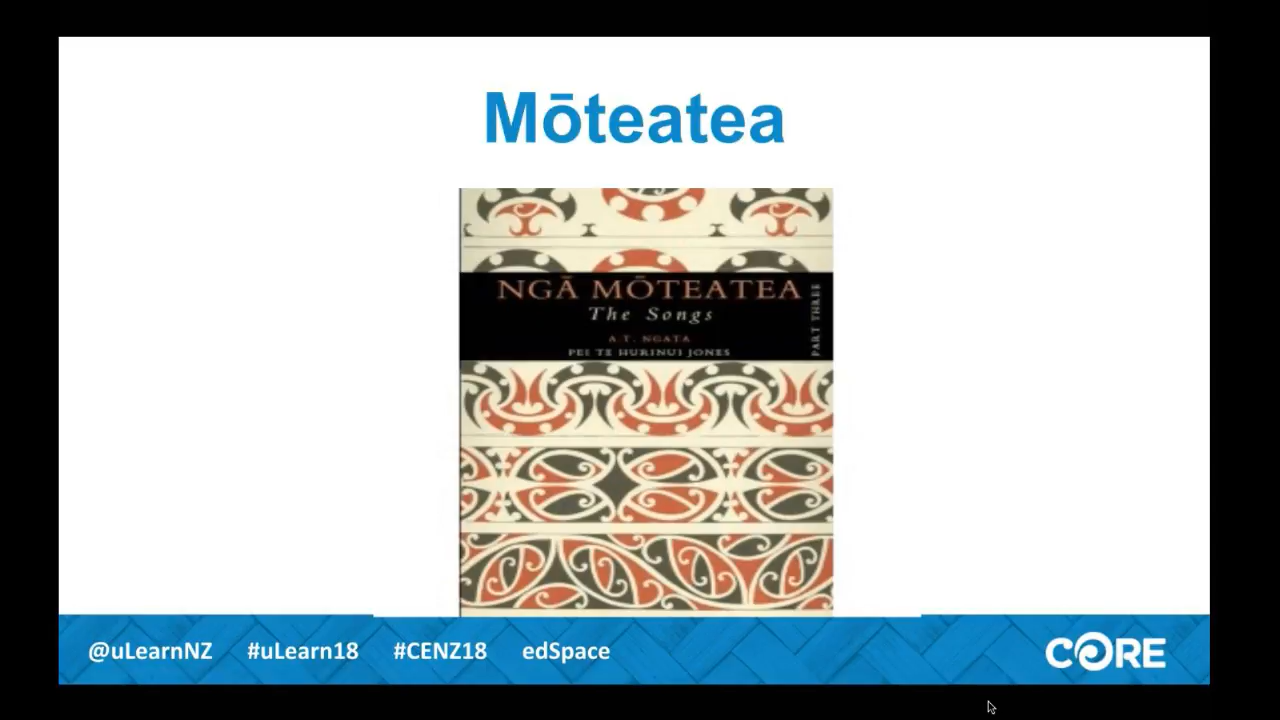 Mōteatea
NGĀ MŌTEATEA
The Songs
A.T. NGATA
PEI TE HURINUI JONES
PART THREE
@uLearnNZ #uLearn18 #CENZ18 edSpace
CORE